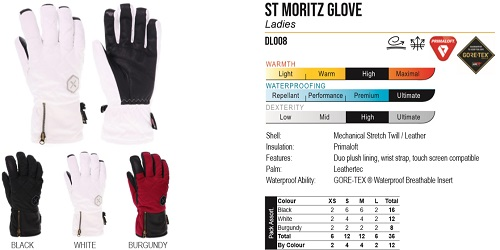 ST MORITZ GLOVE
Ladies
DL008
PRIMALOFT
GORE-TEX
WARMTH
Light Warm High Maximal
WATERPROOFING
Repellant Performance Premium Ultimate
DEXTERITY
Low Mid High Ultimate
Shell: Mechanical Stretch Twill / Leather
Insulation: Primaloft
Features: Duo plush lining, wrist strap, touch screen compatible
Palm: Leathertec
Waterproof Ability: GORE-TEX ® Waterproof Breathable Insert
Pack Assort
Colour XS S M L Total
Black 2 6 6 2 16
White 2 4 4 2 12
Burgundy 2 2 2 2 8
Total 6 12 12 6 36
By Colour 2 4 4 2 12
BLACK WHITE BURGUNDY